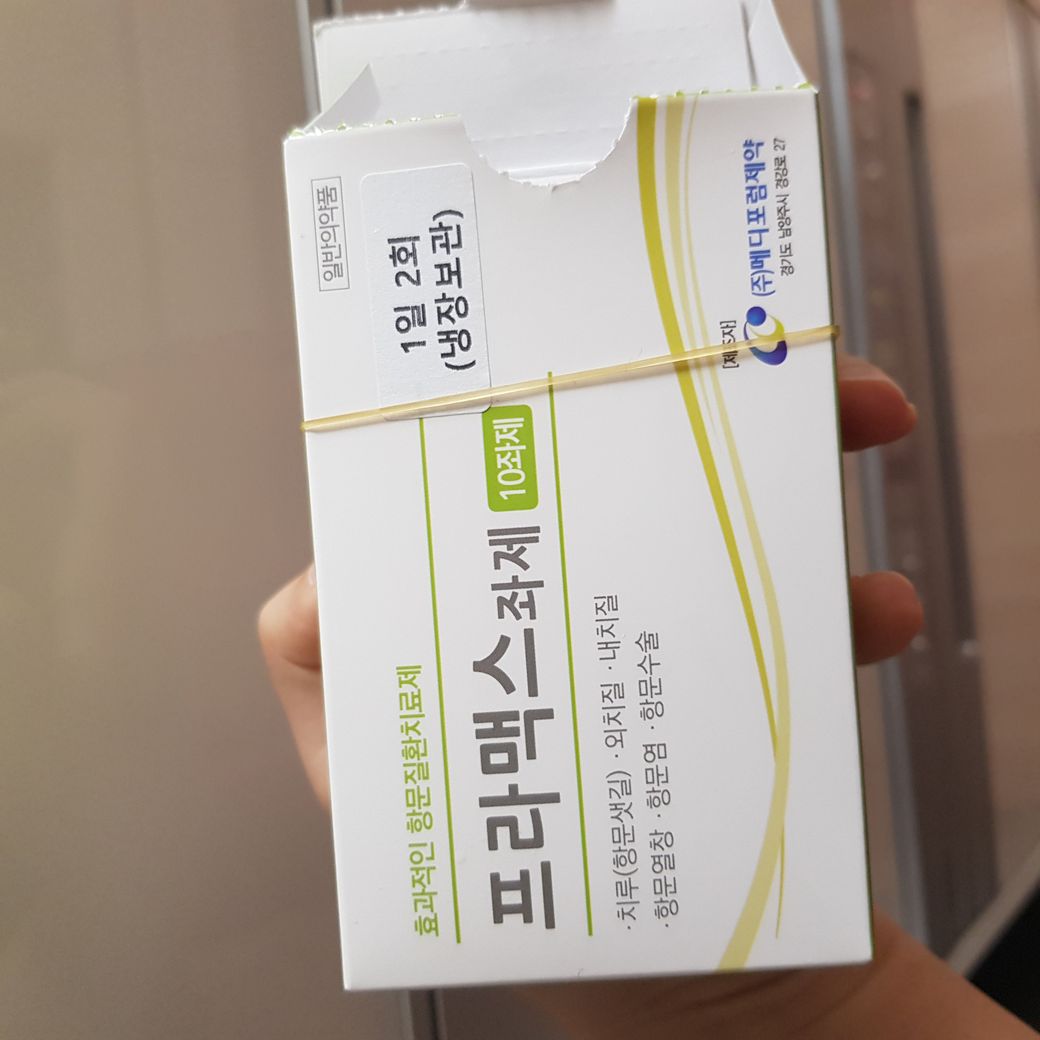 일반의약품
1일 2회
(냉장보관)
효과적인 항문질환치료제
프라맥스좌제 10좌제
·치루(항문샛길) ·외치질 ·내치질
·항문열창 ·항문염 ·항문수술
[제조자]
(주)메디포럼제약
경기도 남양주시 경강로 27